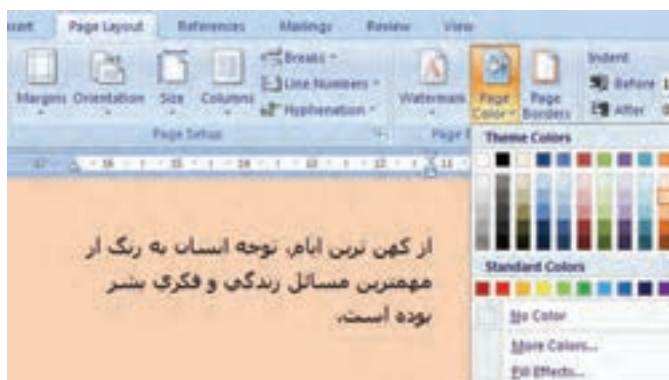 Page Layout References Mailings Review View
Margins Orientation Size Columns Breaks Line Numbers Hyphenation Watermark Page Color Page Borders Indent Before After
Page Setup Page
Theme Colors
Standard Colors
No Color
More Colors...
Fill Effects...
از کهن ترین ایام، توجه انسان به رنگ از
مهمترین مسائل زندگی و فکری بشر
بوده است.